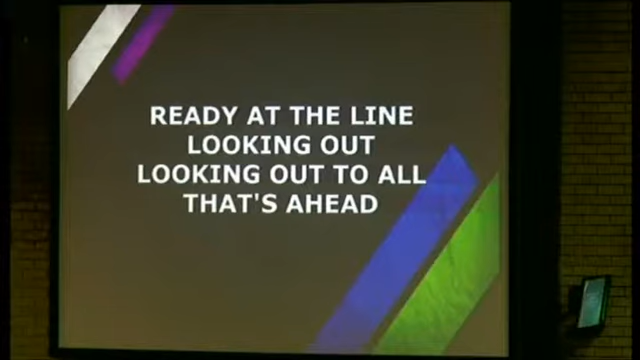 READY AT THE LINE
LOOKING OUT
LOOKING OUT TO ALL
THAT'S AHEAD